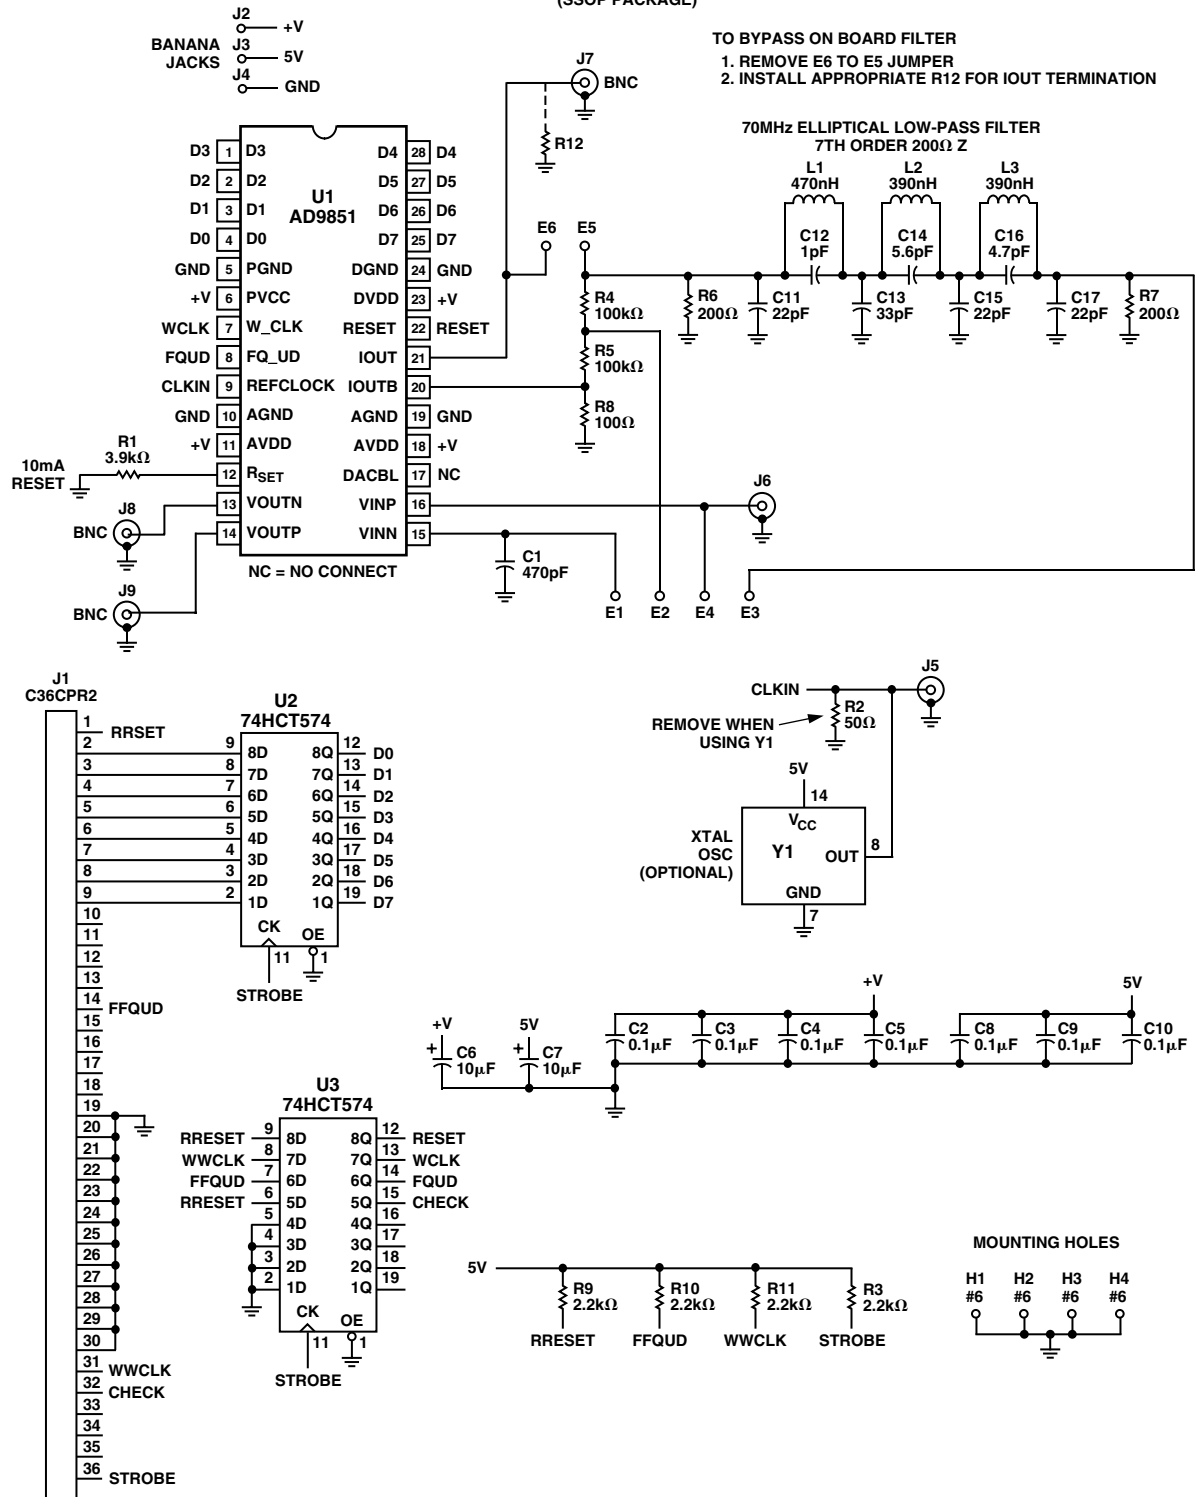 (SSOP PACKAGE)
J2
+V
BANANA JACKS
J3
5V
J4
GND
J7
BNC
R12
TO BYPASS ON BOARD FILTER
1. REMOVE E6 TO E5 JUMPER
2. INSTALL APPROPRIATE R12 FOR IOUT TERMINATION
70MHz ELLIPTICAL LOW-PASS FILTER
7TH ORDER 200Ω Z
L1
470nH
L2
390nH
L3
390nH
C12
1pF
C14
5.6pF
C16
4.7pF
E6
E5
R4
100kΩ
R5
100kΩ
R8
100Ω
R6
200Ω
C11
22pF
C13
33pF
C15
22pF
C17
22pF
R7
200Ω
U1
AD9851
D3 1 D3 D4 28 D4
D2 2 D2 D5 27 D5
D1 3 D1 D6 26 D6
D0 4 D0 D7 25 D7
GND 5 PGND DGND 24 GND
+V 6 PVCC DVDD 23 +V
WCLK 7 W_CLK RESET 22 RESET
FQUD 8 FQ_UD IOUT 21
CLKIN 9 REFCLOCK IOUTB 20
GND 10 AGND AGND 19 GND
+V 11 AVDD AVDD 18 +V
12 RSET DACBL 17 NC
13 VOUTN VINP 16
14 VOUTP VINN 15
R1
3.9kΩ
10mA
RESET
J8
BNC
J9
BNC
NC = NO CONNECT
C1
470pF
J6
E1
E2
E4
E3
J1
C36CPR2
1
RRSET
2
3
4
5
6
7
8
9
10
11
12
13
14
FFQUD
15
16
17
18
19
20
21
22
23
24
25
26
27
28
29
30
31
WWCLK
32
CHECK
33
34
35
36
STROBE
U2
74HCT574
9 8D 8Q 12 D0
8 7D 7Q 13 D1
7 6D 6Q 14 D2
6 5D 5Q 15 D3
5 4D 4Q 16 D4
4 3D 3Q 17 D5
3 2D 2Q 18 D6
2 1D 1Q 19 D7
CK
OE
11
1
STROBE
CLKIN
J5
R2
50Ω
REMOVE WHEN
USING Y1
5V
14
VCC
XTAL
OSC
(OPTIONAL)
Y1
OUT
8
GND
7
+V
C6
10μF
5V
C7
10μF
+
+
C2
0.1μF
C3
0.1μF
C4
0.1μF
+V
C5
0.1μF
C8
0.1μF
C9
0.1μF
5V
C10
0.1μF
U3
74HCT574
RRESET 9 8D 8Q 12 RESET
WWCLK 8 7D 7Q 13 WCLK
FFQUD 7 6D 6Q 14 FQUD
RRESET 6 5D 5Q 15 CHECK
5 4D 4Q 16
4 3D 3Q 17
3 2D 2Q 18
2 1D 1Q 19
CK
OE
11
1
STROBE
5V
R9
2.2kΩ
R10
2.2kΩ
R11
2.2kΩ
R3
2.2kΩ
RRESET
FFQUD
WWCLK
STROBE
MOUNTING HOLES
H1 H2 H3 H4
#6 #6 #6 #6